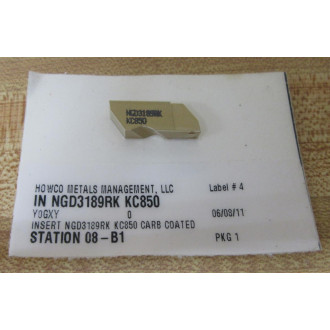 NGD3189RK
KC850
HOWCO METALS MANAGEMENT, LLC Label # 4
IN NGD3189RK KC850
YOGXY 0 06/09/11
INSERT NGD3189RK KC850 CARB COATED
STATION 08-B1 PKG 1